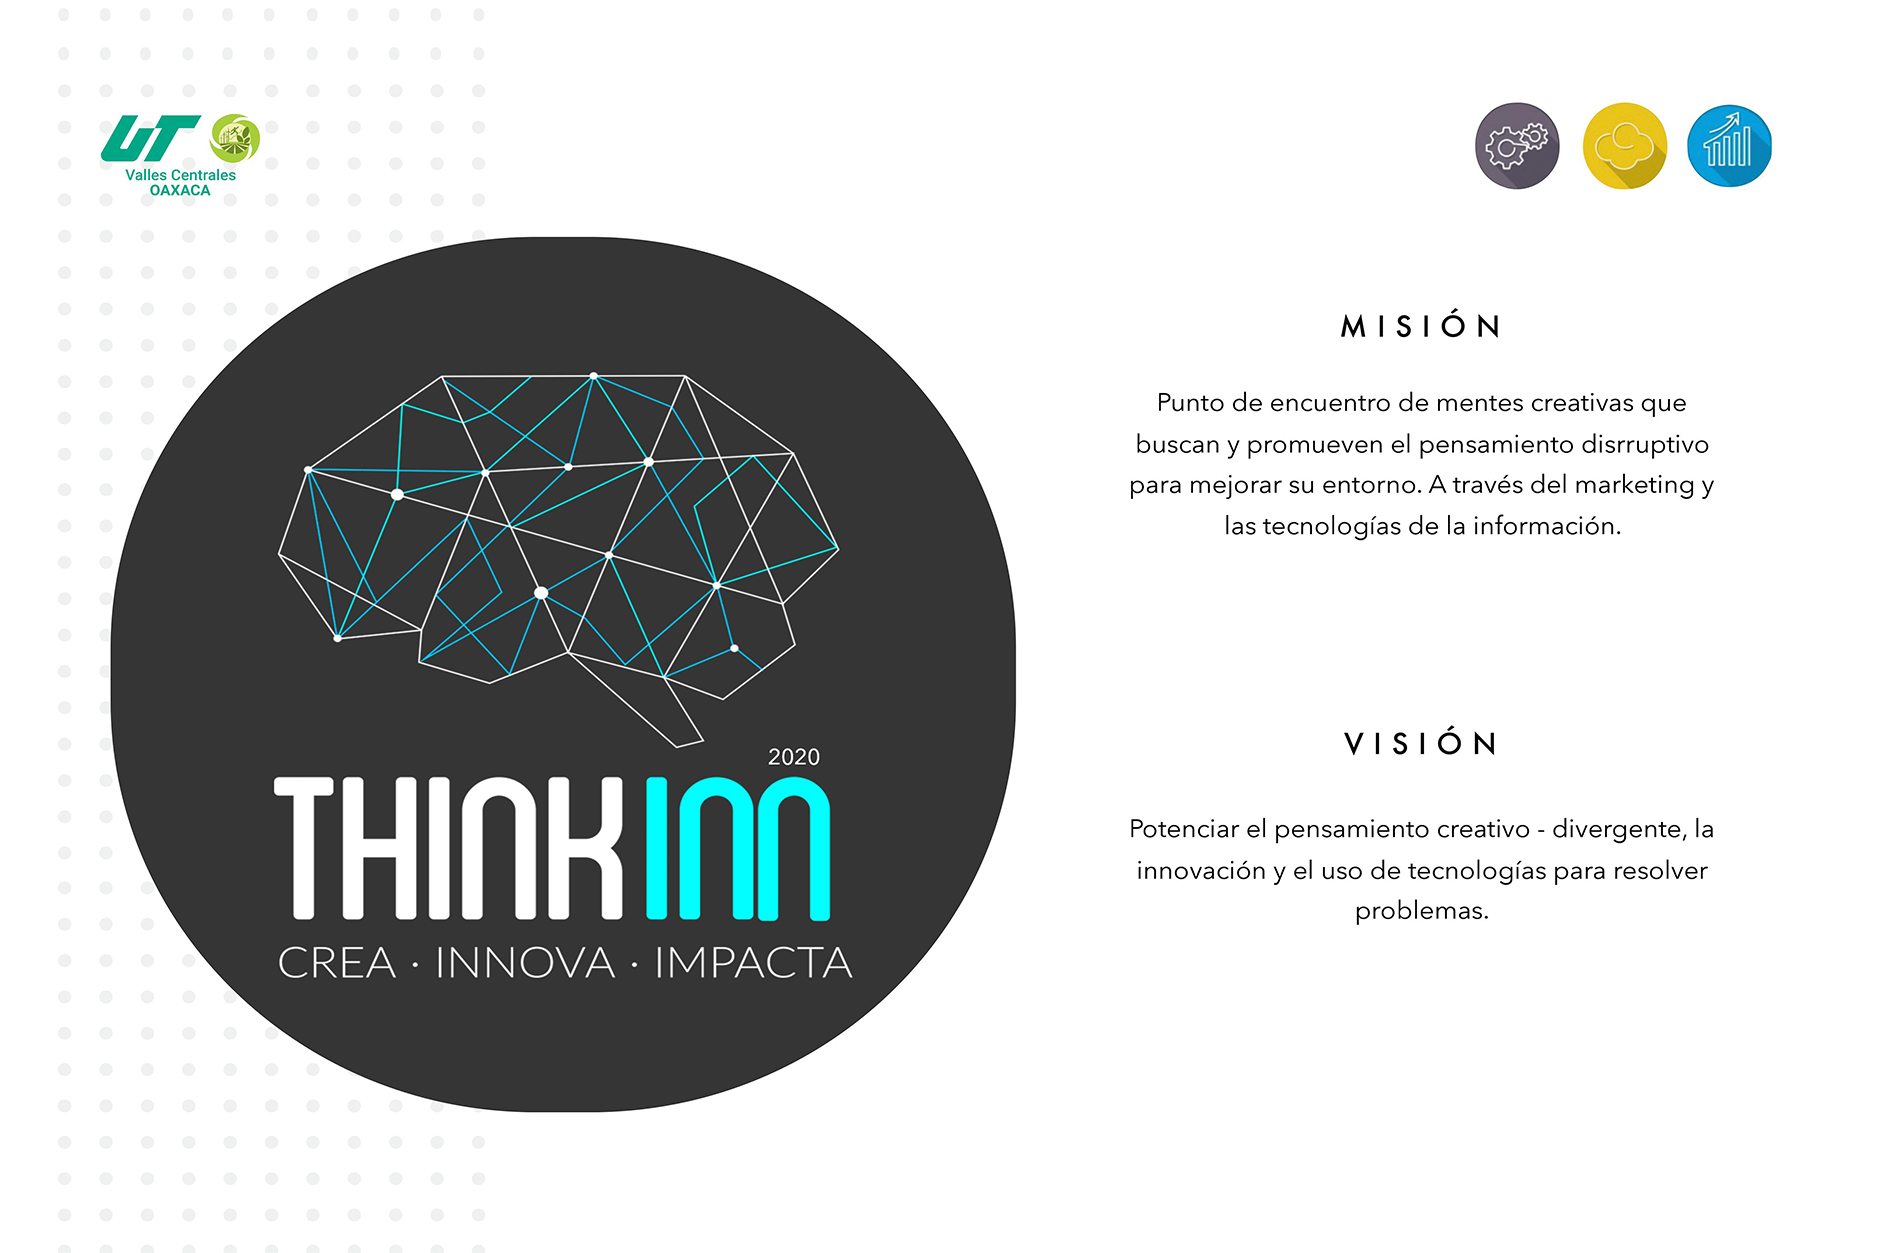 UT
Valles Centrales
OAXACA
2020
THINK INN
CREA · INNOVA · IMPACTA
MISIÓN
Punto de encuentro de mentes creativas que
buscan y promueven el pensamiento disrruptivo
para mejorar su entorno. A través del marketing y
las tecnologías de la información.
VISIÓN
Potenciar el pensamiento creativo - divergente, la
innovación y el uso de tecnologías para resolver
problemas.